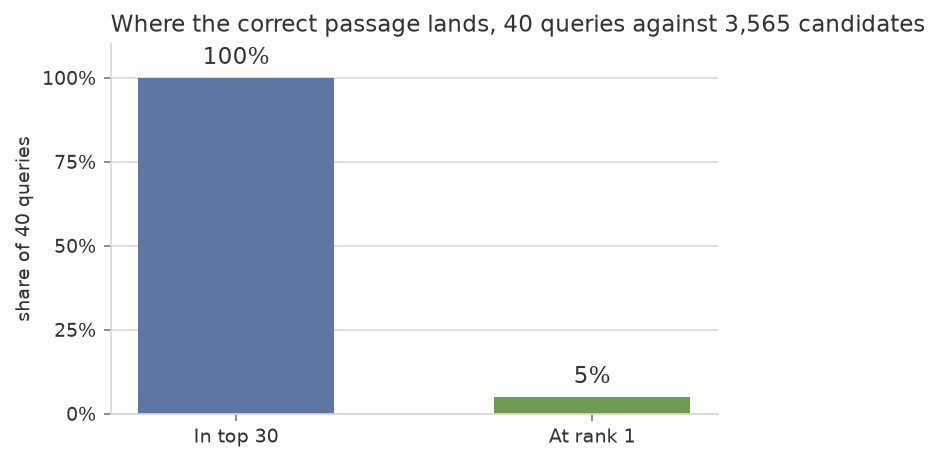 Where the correct passage lands, 40 queries against 3,565 candidates
100%
100%
75%
share of 40 queries
50%
25%
5%
0%
In top 30
At rank 1